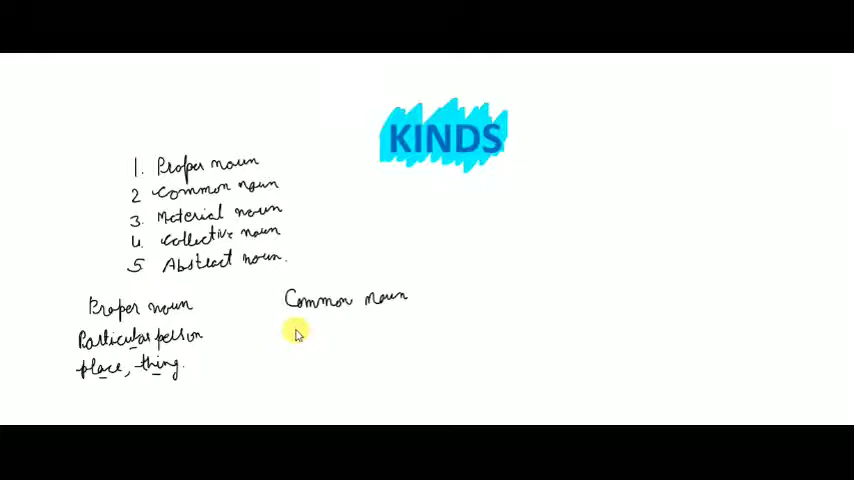 KINDS
1. Proper noun
2 Common noun
3. Material noun
4. Collective noun
5. Abstract noun.
Proper noun
Common noun
Particular person
place, thing.